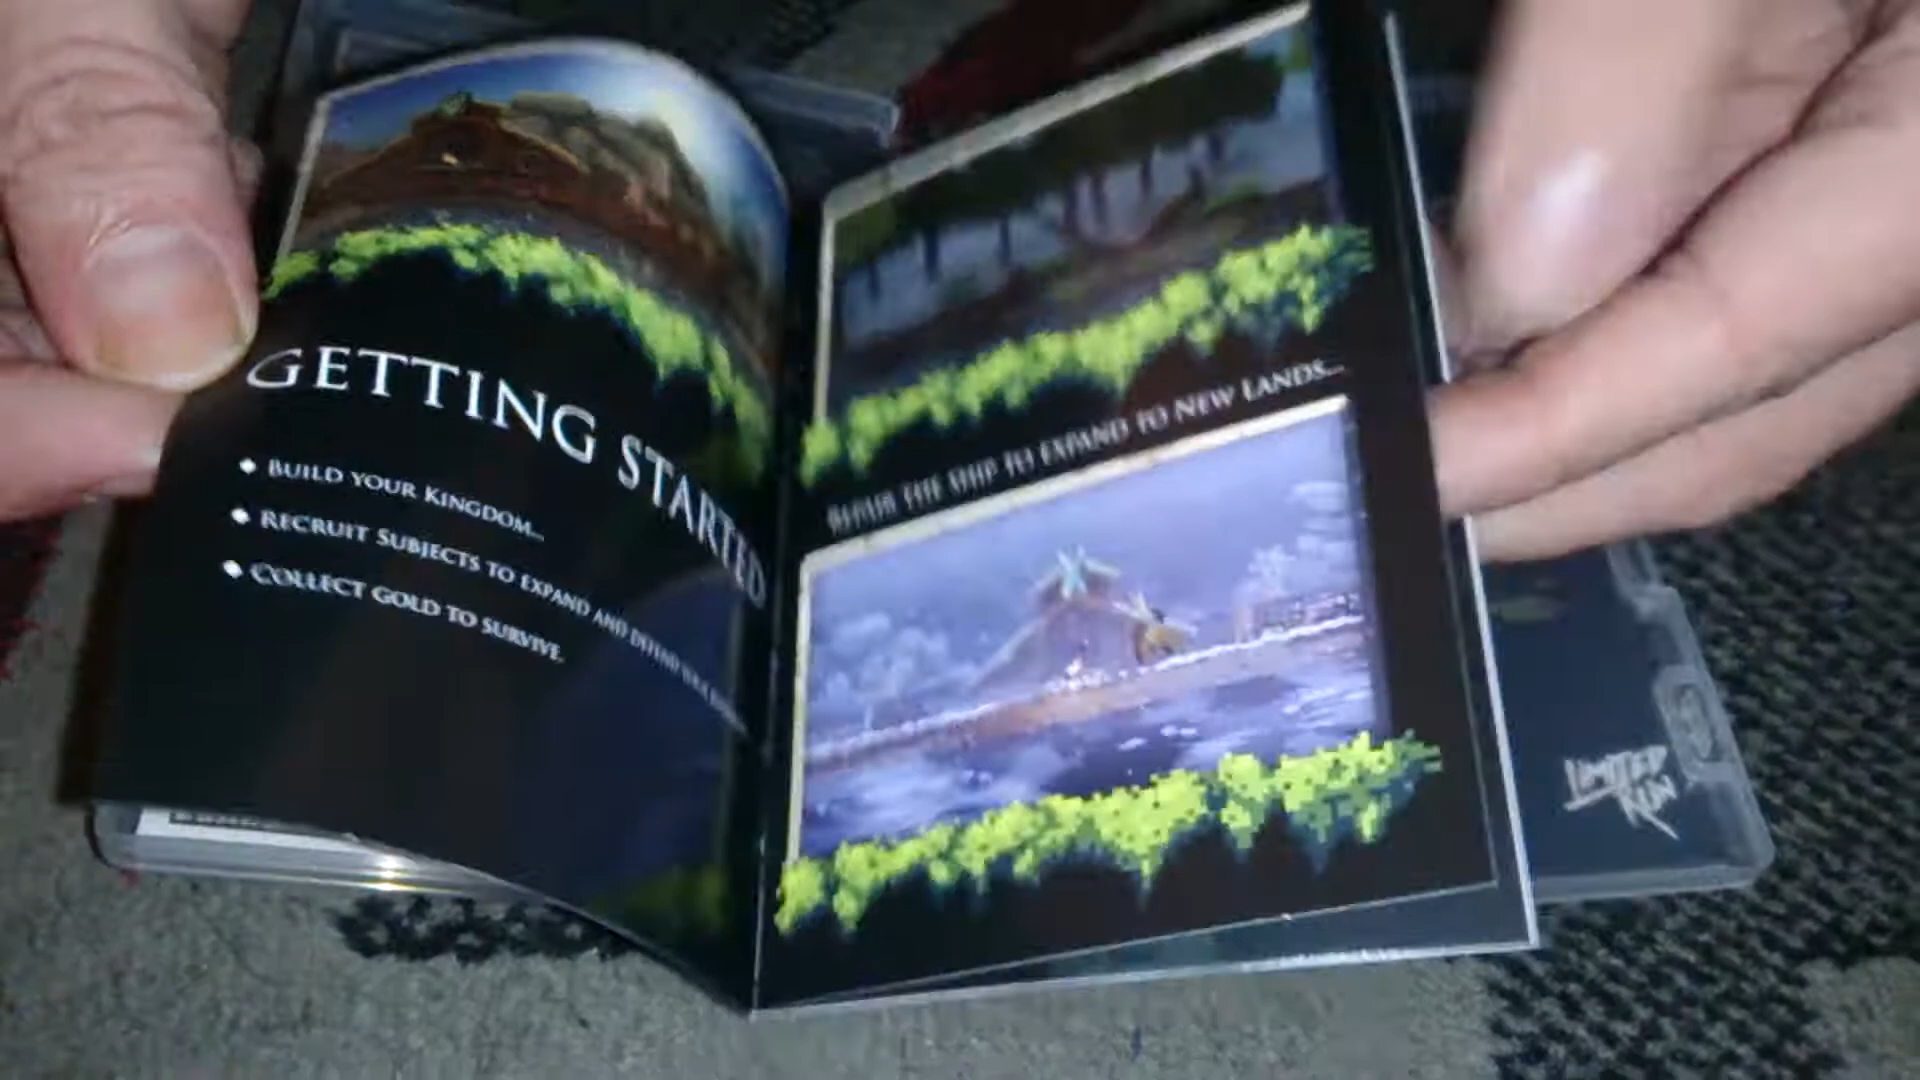 GETTING STARTED
BUILD YOUR KINGDOM...
RECRUIT SUBJECTS TO EXPAND AND DEFEND
COLLECT GOLD TO SURVIVE.
REPAIR THE SHIP TO EXPAND TO NEW LANDS...
LIMITED
RUN